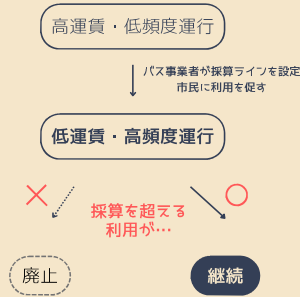 高運賃・低頻度運行
バス事業者が採算ラインを設定
市民に利用を促す
低運賃・高頻度運行
採算を超える
利用が…
廃止
継続